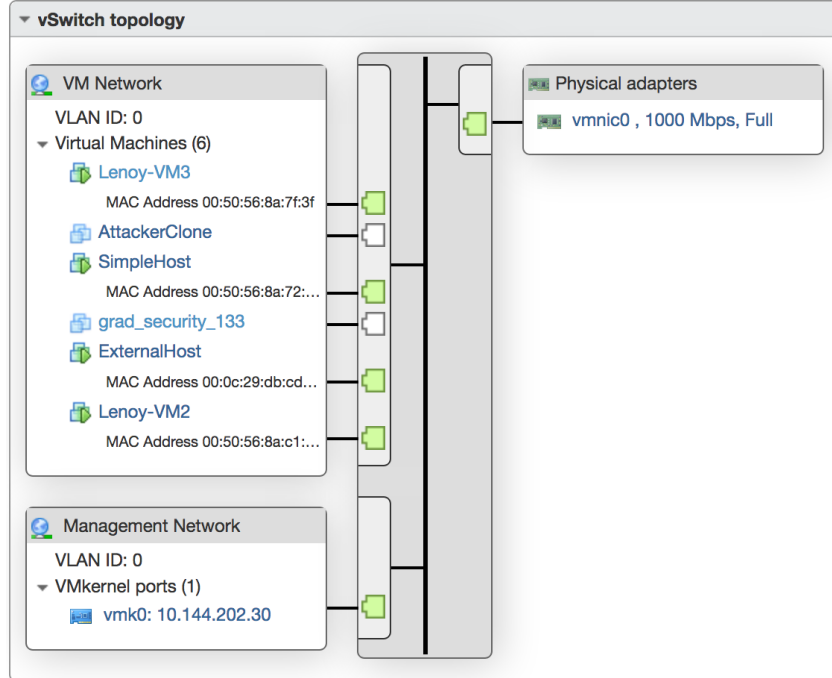 vSwitch topology
VM Network
VLAN ID: 0
Virtual Machines (6)
Lenoy-VM3
MAC Address 00:50:56:8a:7f:3f
AttackerClone
SimpleHost
MAC Address 00:50:56:8a:72:...
grad_security_133
ExternalHost
MAC Address 00:0c:29:db:cd...
Lenoy-VM2
MAC Address 00:50:56:8a:c1:...
Management Network
VLAN ID: 0
VMkernel ports (1)
vmk0: 10.144.202.30
Physical adapters
vmnic0 , 1000 Mbps, Full